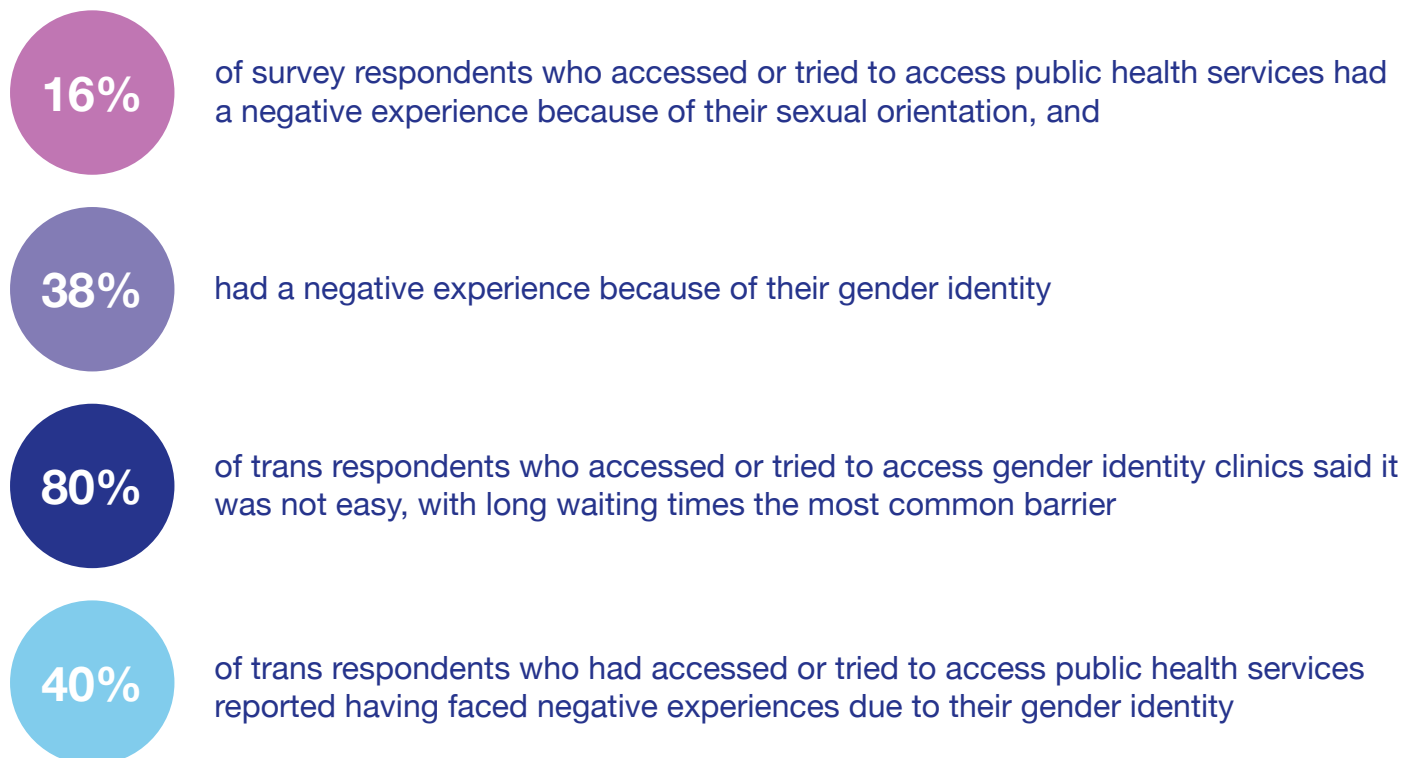 16%
of survey respondents who accessed or tried to access public health services had
a negative experience because of their sexual orientation, and
38%
had a negative experience because of their gender identity
80%
of trans respondents who accessed or tried to access gender identity clinics said it
was not easy, with long waiting times the most common barrier
40%
of trans respondents who had accessed or tried to access public health services
reported having faced negative experiences due to their gender identity